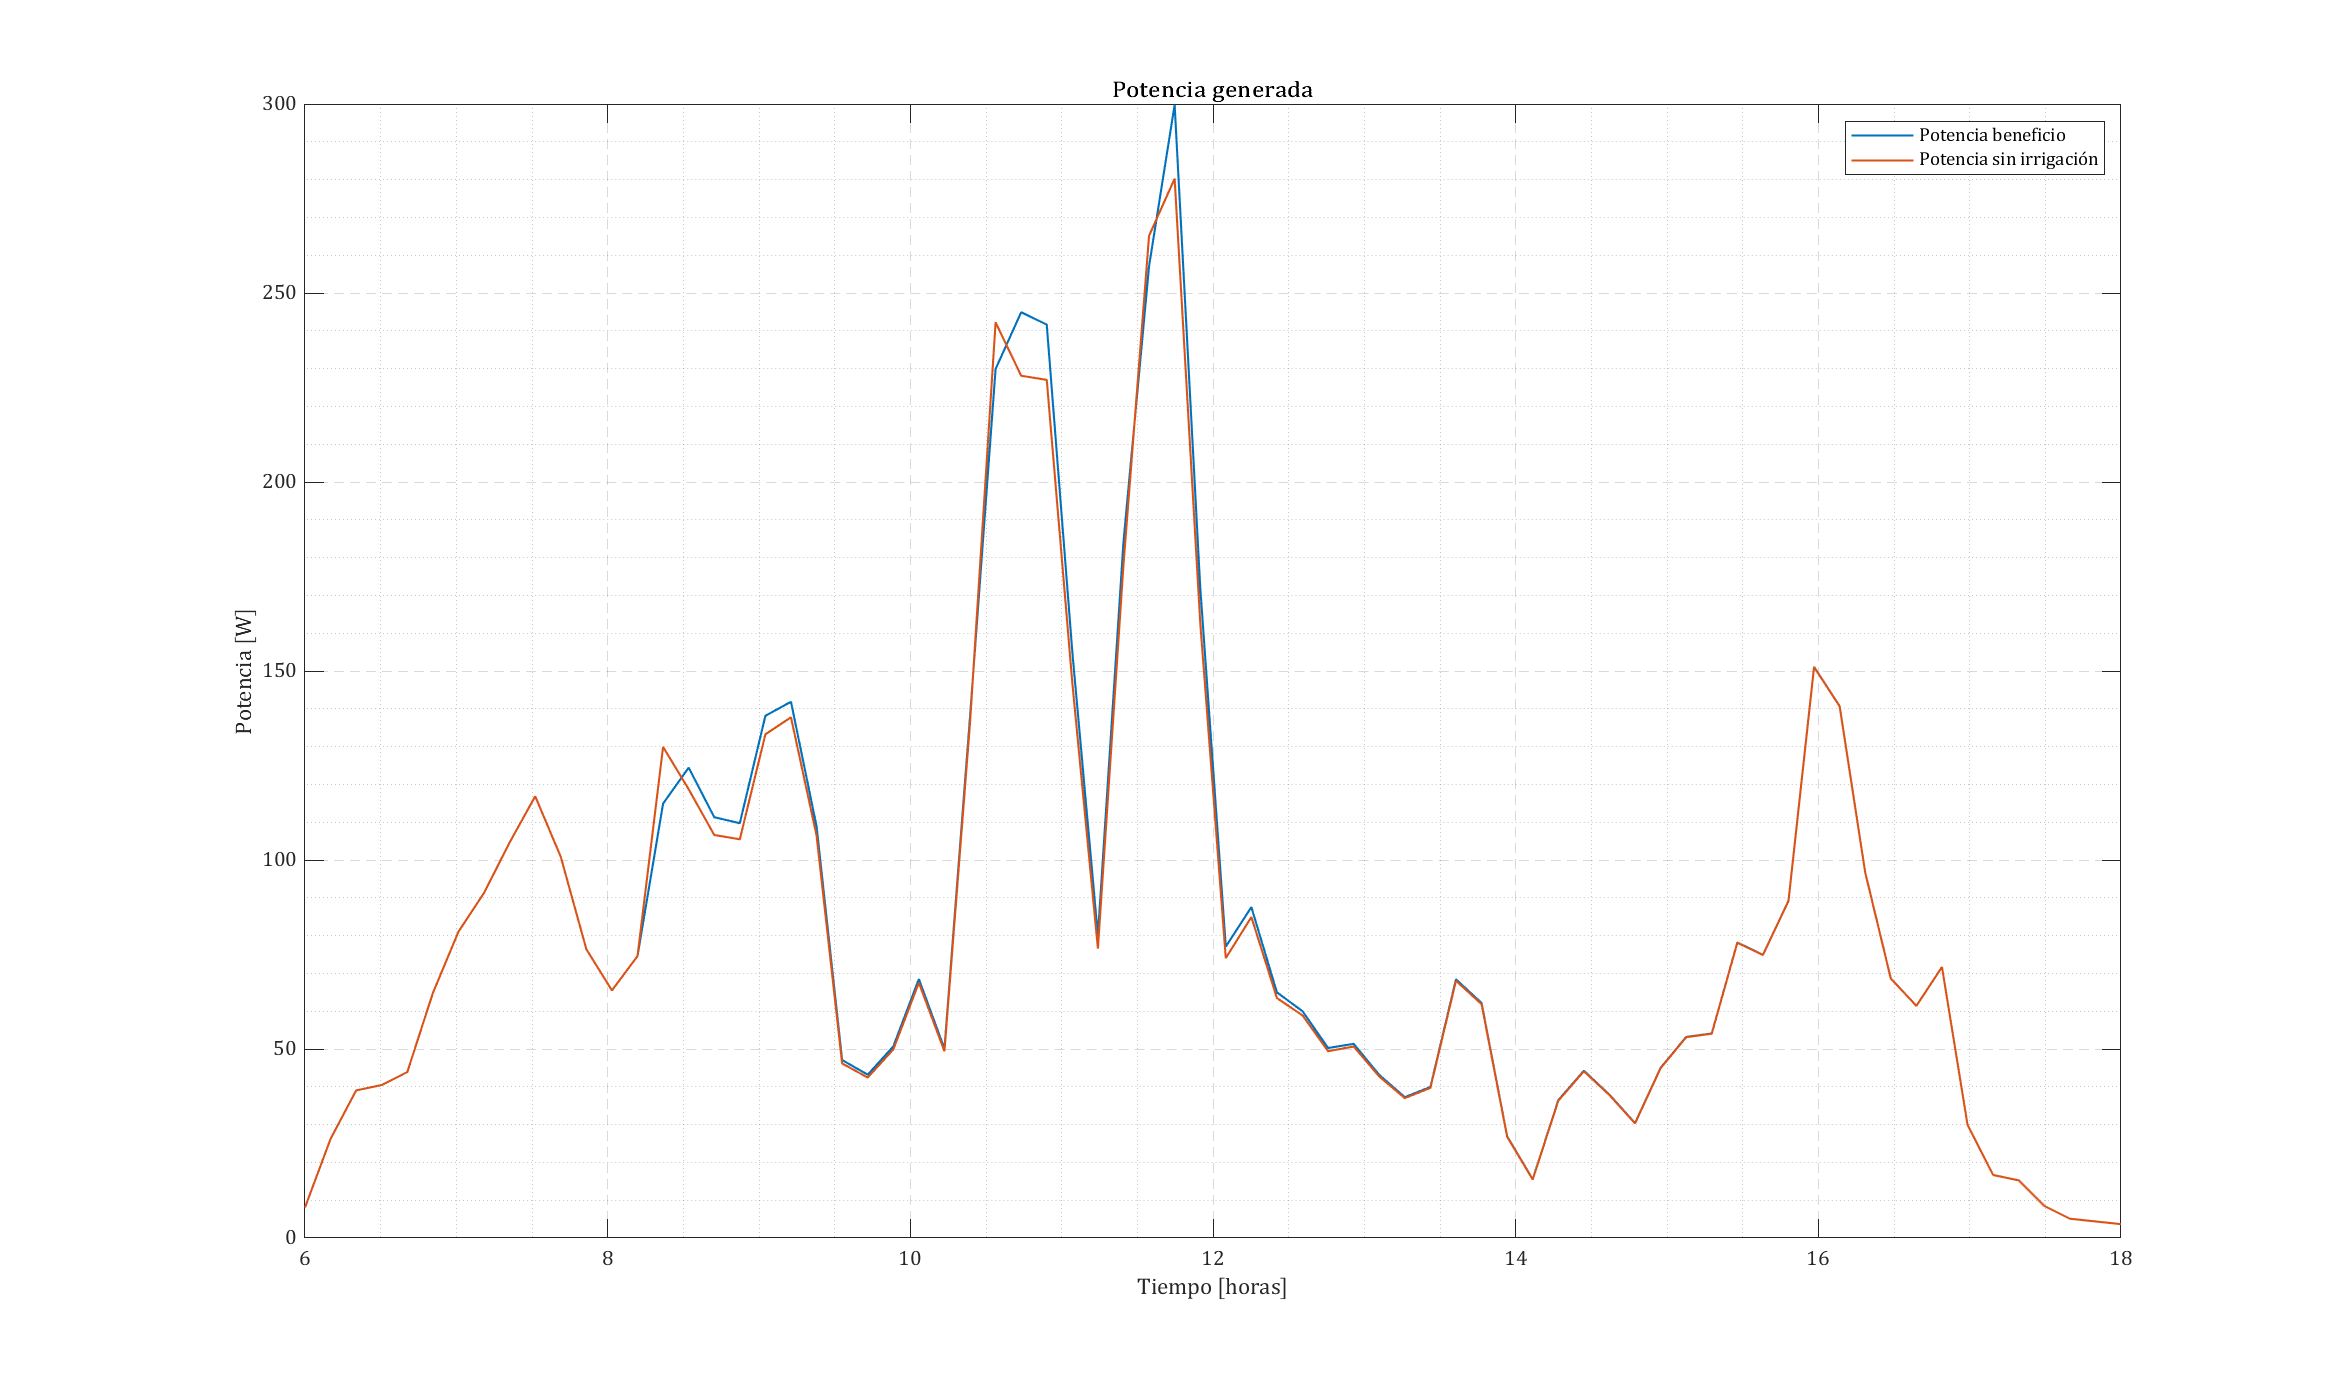 Potencia generada
300
250
200
150
100
50
0
Potencia [W]
Potencia beneficio
Potencia sin irrigación
6 8 10 12 14 16 18
Tiempo [horas]